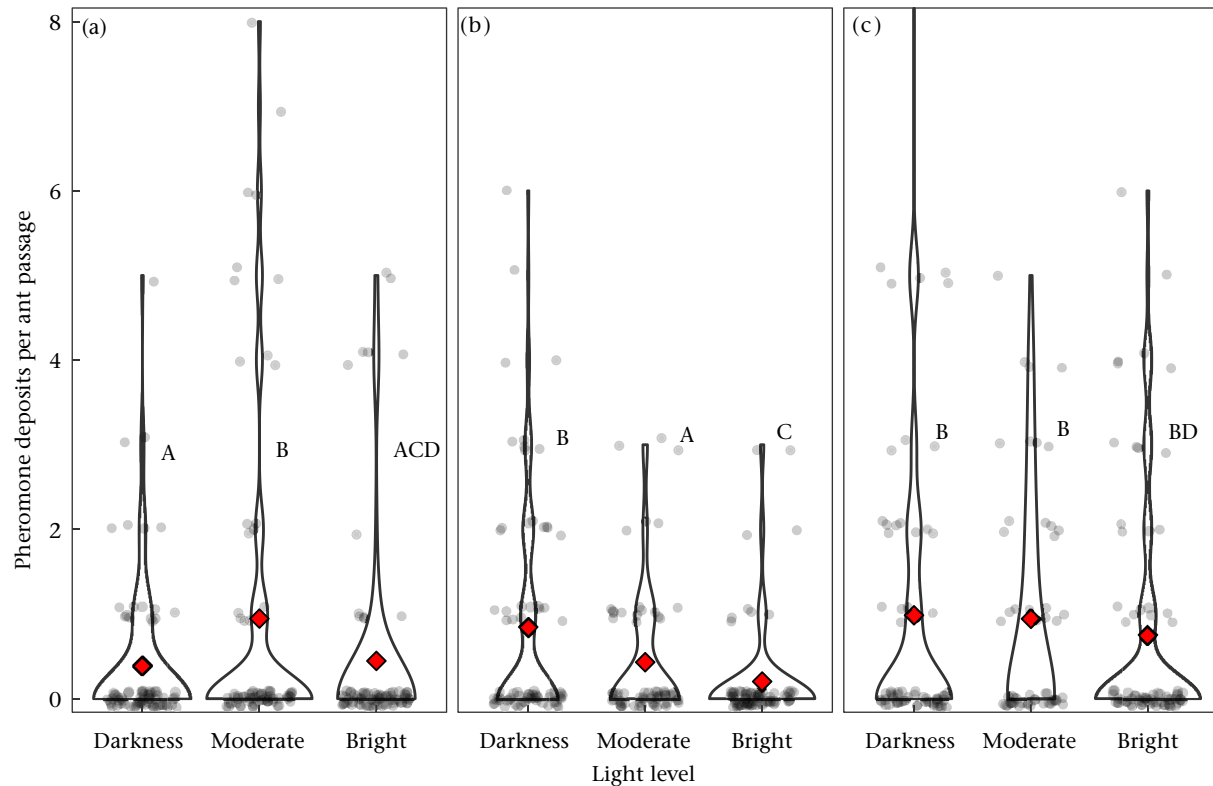 (a)
(b)
(c)
Pheromone deposits per ant passage
8
6
4
2
0
A
B
ACD
B
A
C
B
B
BD
Darkness Moderate Bright
Darkness Moderate Bright
Darkness Moderate Bright
Light level